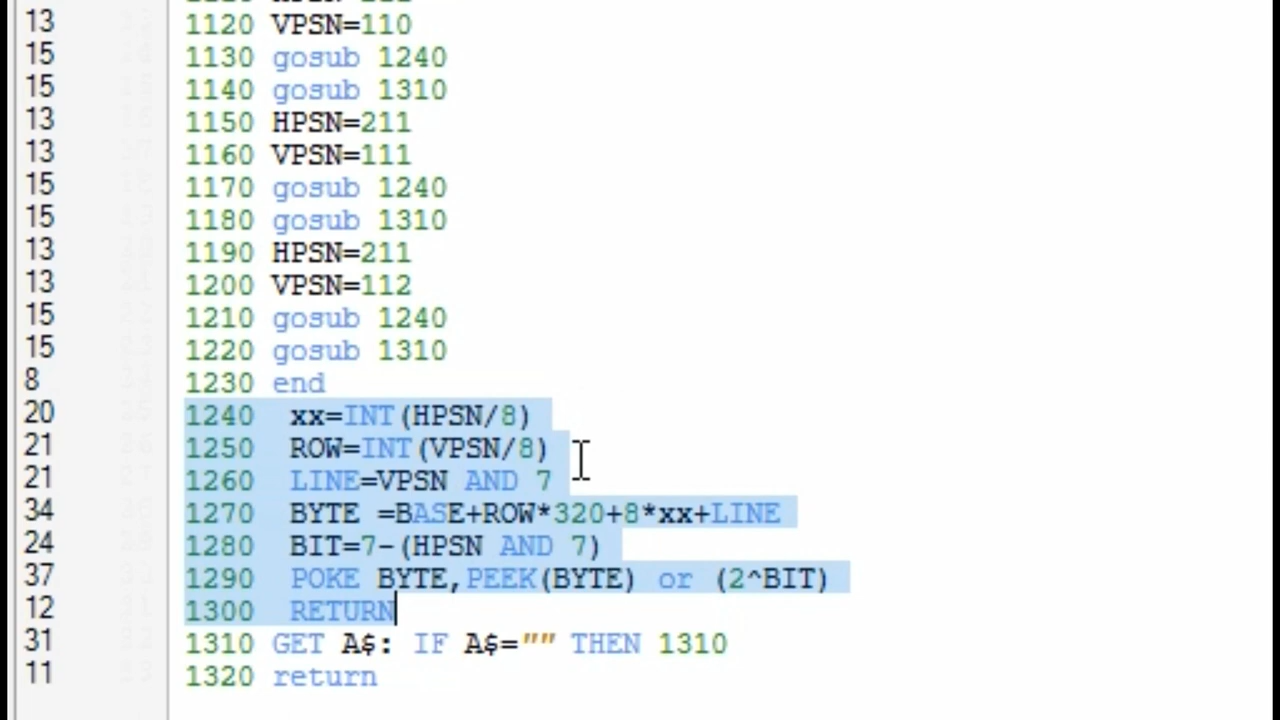 13 1120 VPSN=110
15 1130 gosub 1240
15 1140 gosub 1310
13 1150 HPSN=211
13 1160 VPSN=111
15 1170 gosub 1240
15 1180 gosub 1310
13 1190 HPSN=211
13 1200 VPSN=112
15 1210 gosub 1240
15 1220 gosub 1310
8 1230 end
20 1240  xx=INT(HPSN/8)
21 1250  ROW=INT(VPSN/8)
21 1260  LINE=VPSN AND 7
34 1270  BYTE =BASE+ROW*320+8*xx+LINE
24 1280  BIT=7-(HPSN AND 7)
37 1290  POKE BYTE,PEEK(BYTE) or (2^BIT)
12 1300  RETURN
31 1310 GET A$: IF A$="" THEN 1310
11 1320 return